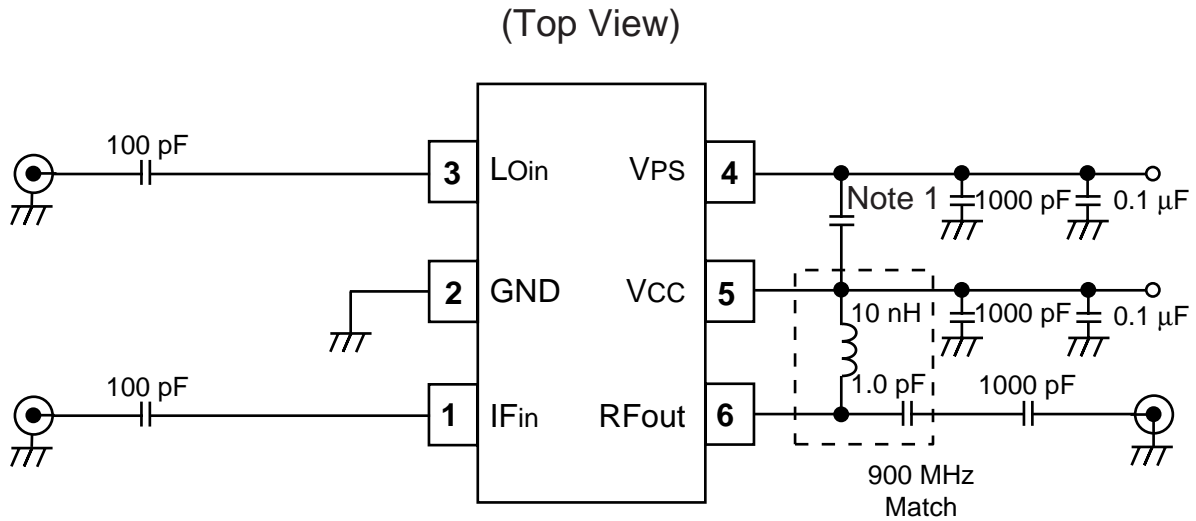 (Top View)
100 pF
3 LOin
VPS 4
Note 1
1000 pF
0.1 μF
2 GND
VCC 5
10 nH
1000 pF
0.1 μF
100 pF
1 IFin
RFout 6
1.0 pF
1000 pF
900 MHz
Match